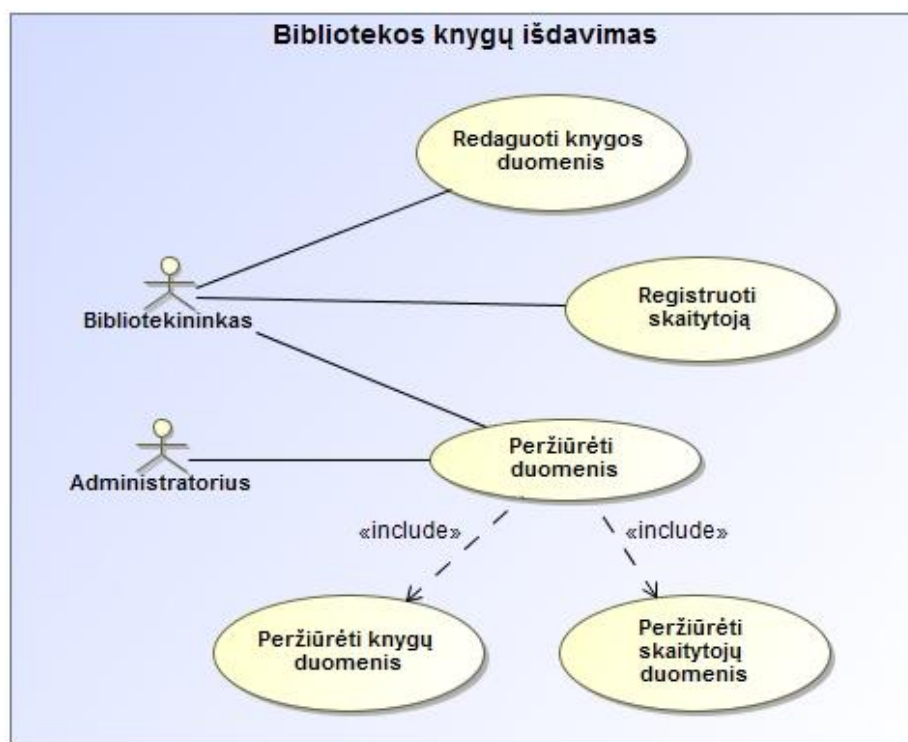 Bibliotekos knygų išdavimas
Redaguoti knygos
duomenis
Bibliotekininkas
Registruoti
skaitytoją
Administratorius
Peržiūrėti
duomenis
«include»
«include»
Peržiūrėti knygų
duomenis
Peržiūrėti
skaitytojų
duomenis